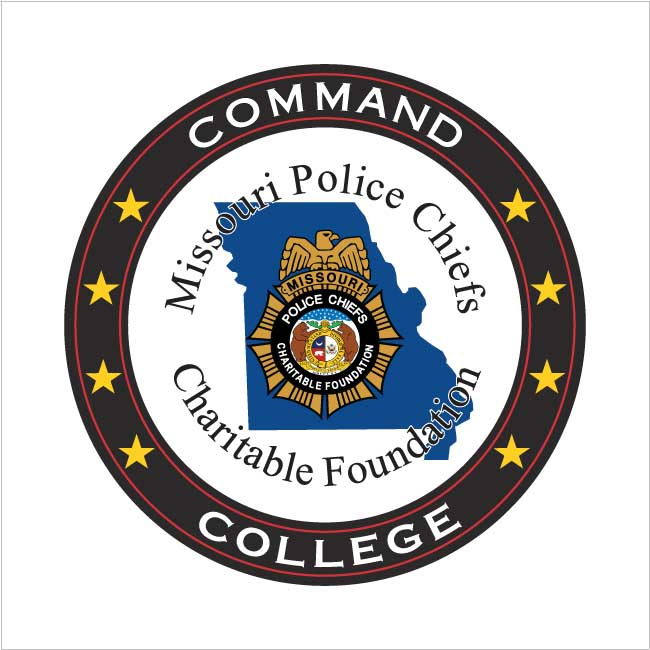 COMMAND
Missouri Police Chiefs
MISSOURI
POLICE CHIEFS
CHARITABLE FOUNDATION
Charitable Foundation
COLLEGE